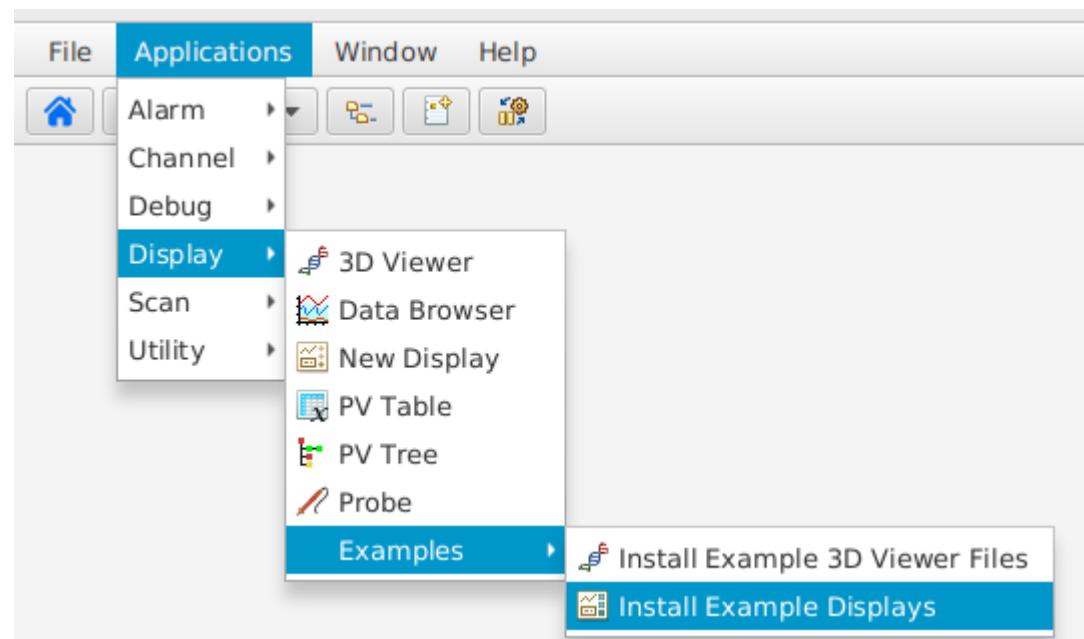 File Applications Window Help
Alarm
Channel
Debug
Display
Scan
Utility
3D Viewer
Data Browser
New Display
PV Table
PV Tree
Probe
Examples
Install Example 3D Viewer Files
Install Example Displays